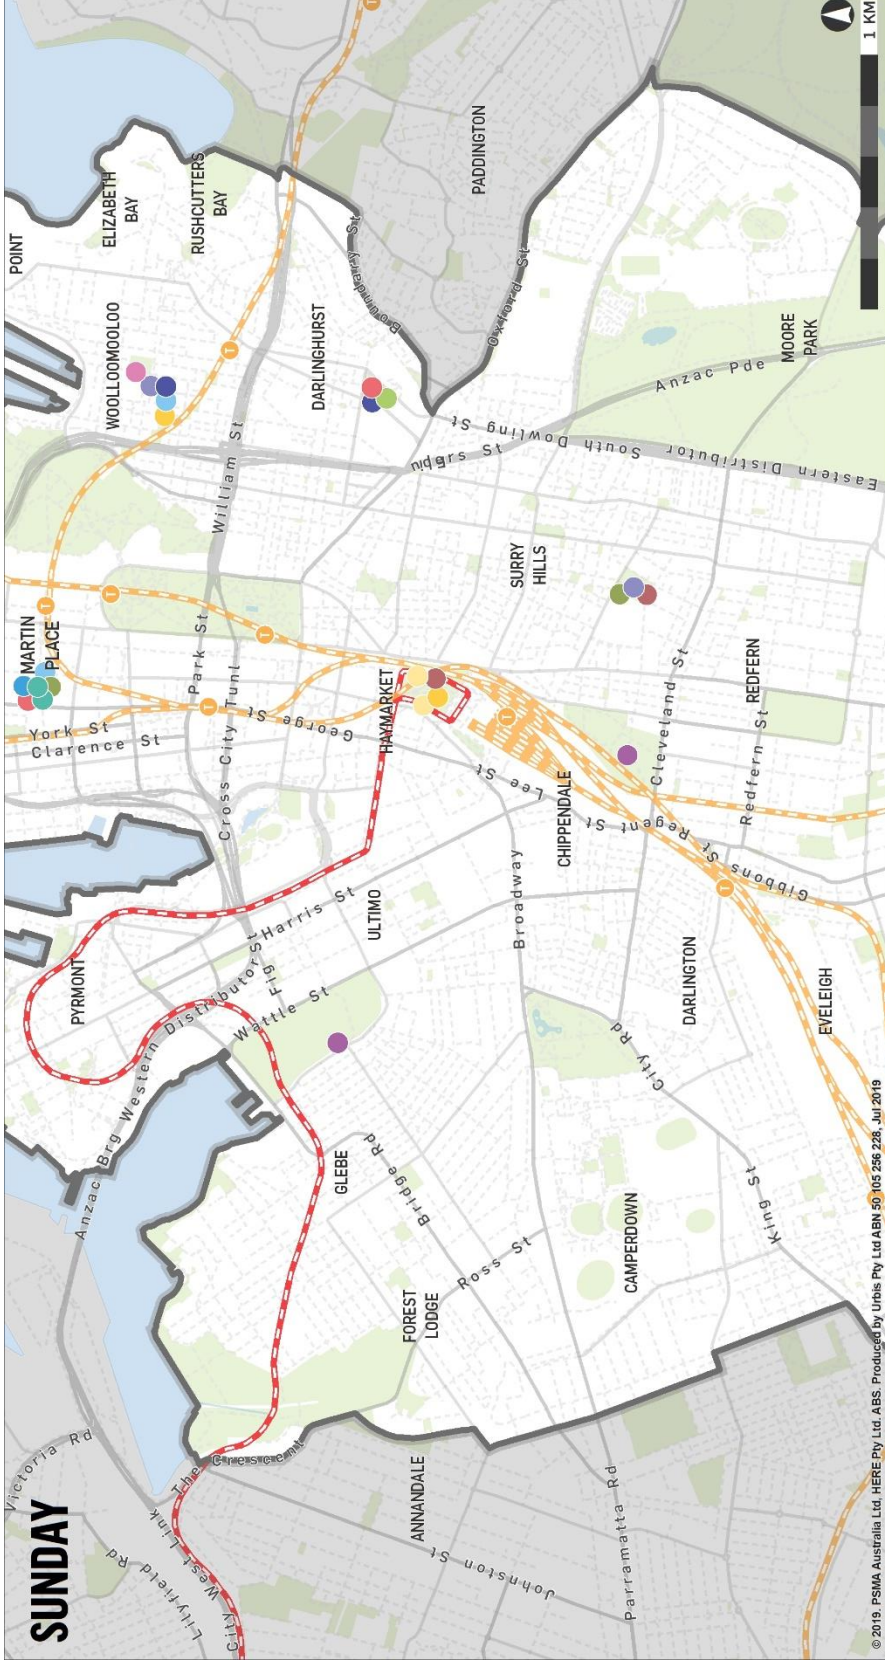 SUNDAY
Victoria Rd
Lilyfield Rd
City West Link
The Crescent
Johnston St
ANNANDALE
Parramatta Rd
Anzac Brg
Western Distributor
PYRMONT
Fig St
Wattle St
Harris St
ULTIMO
GLEBE
Bridge Rd
FOREST
LODGE
Ross St
CAMPERDOWN
King St
City Rd
DARLINGTON
EVELEIGH
Broadway
CHIPPENDALE
Lee St
Regent St
Gibbons St
Cleveland St
Redfern St
REDFERN
York St
Clarence St
MARTIN
PLACE
Park St
Cross City Tunl
George St
HAYMARKET
SURRY
HILLS
William St
WOOLLOOMOOLOO
DARLINGHURST
POINT
ELIZABETH
BAY
RUSHCUTTERS
BAY
Boundary St
PADDINGTON
Oxford St
South Dowling St
Eastern Distributor
Anzac Pde
MOORE
PARK
T
T
T
T
T
T
T
T
T
T
1 KM
© 2019. PSMA Australia Ltd, HERE Pty Ltd. ABS. Produced by Urbis Pty Ltd ABN 50 105 256 228, Jul 2019